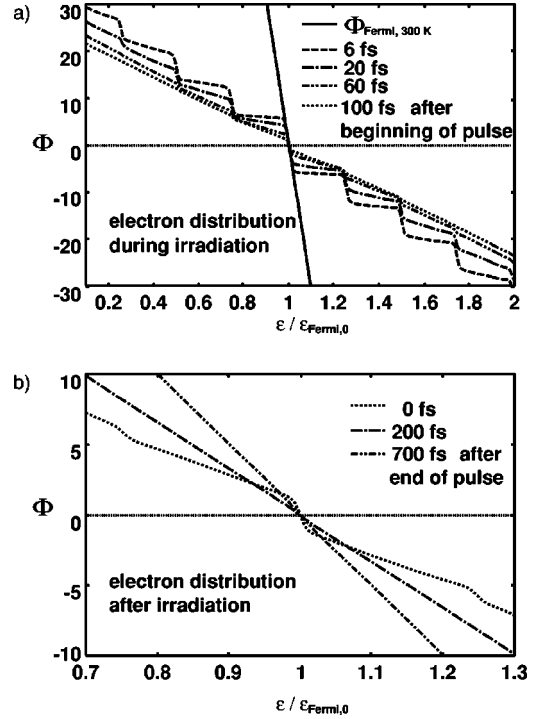 a)
30
20
10
0
-10
-20
-30
Φ
ΦFermi, 300 K
6 fs
20 fs
60 fs
100 fs after
beginning of pulse
electron distribution
during irradiation
0.2 0.4 0.6 0.8 1 1.2 1.4 1.6 1.8 2
ε / εFermi,0
b)
10
5
0
-5
-10
Φ
0 fs
200 fs
700 fs after
end of pulse
electron distribution
after irradiation
0.7 0.8 0.9 1 1.1 1.2 1.3
ε / εFermi,0